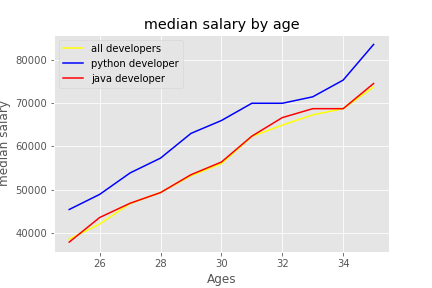 median salary by age
all developers
python developer
java developer
80000
70000
60000
50000
40000
median salary
26 28 30 32 34
Ages